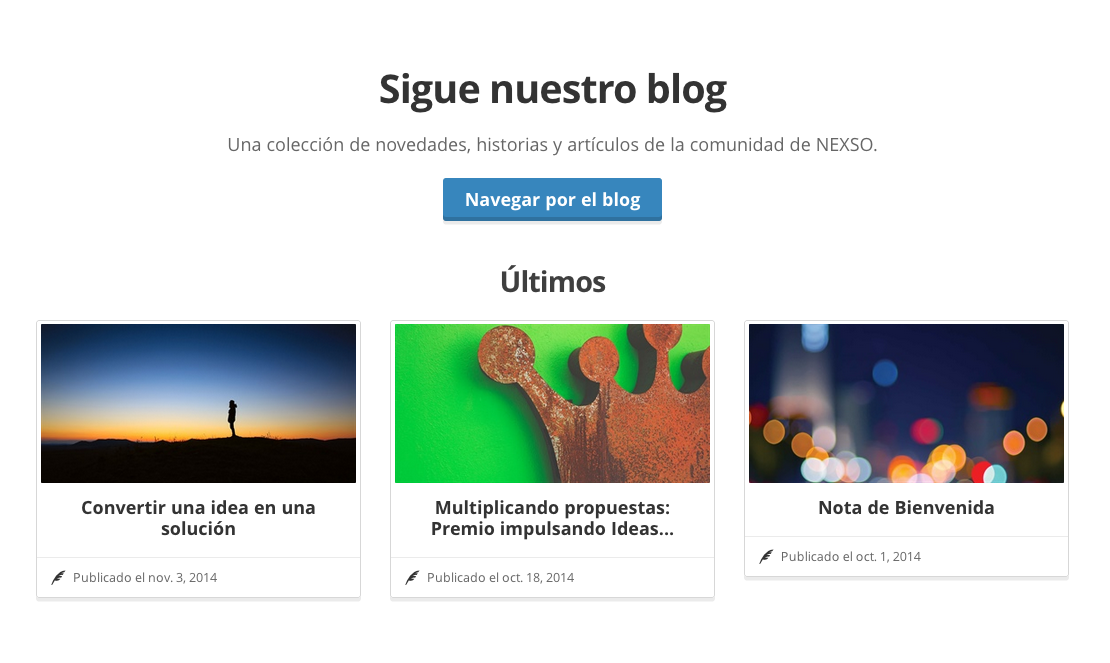 Sigue nuestro blog
Una colección de novedades, historias y artículos de la comunidad de NEXSO.
Navegar por el blog
Últimos
Convertir una idea en una
solución
Publicado el nov. 3, 2014
Multiplicando propuestas:
Premio impulsando Ideas...
Publicado el oct. 18, 2014
Nota de Bienvenida
Publicado el oct. 1, 2014